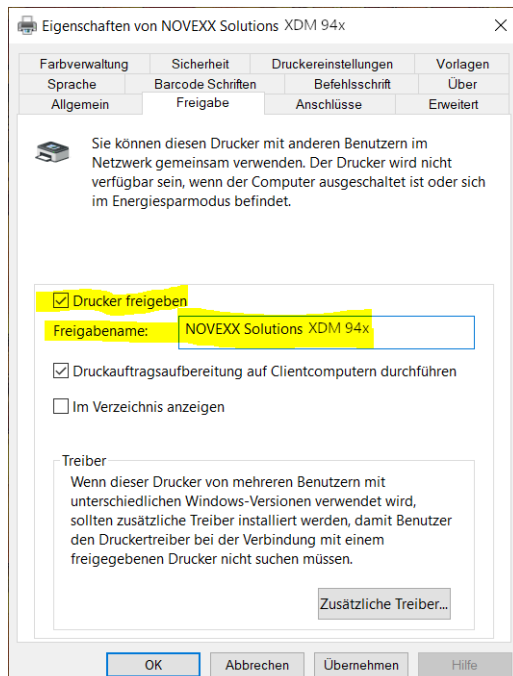 Eigenschaften von NOVEXX Solutions XDM 94x
Farbverwaltung Sicherheit Druckereinstellungen Vorlagen
Sprache Barcode Schriften Befehlsschrift Über
Allgemein Freigabe Anschlüsse Erweitert
Sie können diesen Drucker mit anderen Benutzern im
Netzwerk gemeinsam verwenden. Der Drucker wird nicht
verfügbar sein, wenn der Computer ausgeschaltet ist oder sich
im Energiesparmodus befindet.
Drucker freigeben
Freigabename: NOVEXX Solutions XDM 94x
Druckauftragsaufbereitung auf Clientcomputern durchführen
Im Verzeichnis anzeigen
Treiber
Wenn dieser Drucker von mehreren Benutzern mit
unterschiedlichen Windows-Versionen verwendet wird,
sollten zusätzliche Treiber installiert werden, damit Benutzer
den Druckertreiber bei der Verbindung mit einem
freigegebenen Drucker nicht suchen müssen.
Zusätzliche Treiber...
OK Abbrechen Übernehmen Hilfe